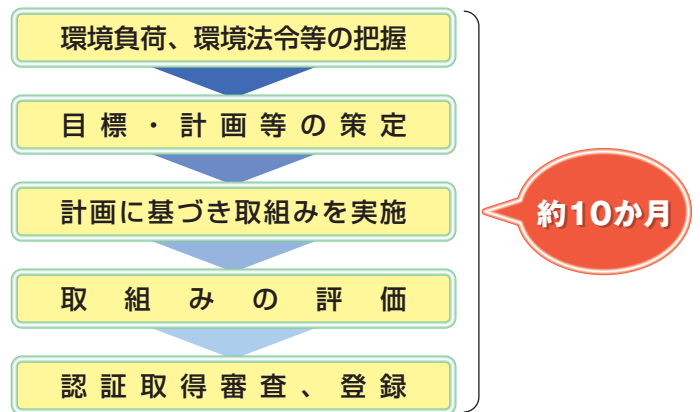 環境負荷、環境法令等の把握
目標・計画等の策定
計画に基づき取組みを実施
約10か月
取組みの評価
認証取得審査、登録